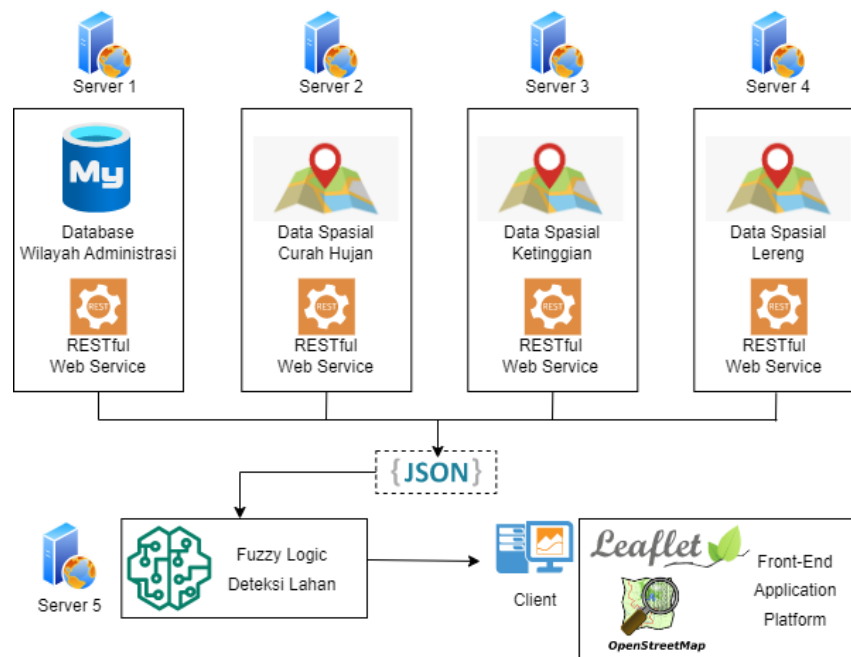 Server 1
Server 2
Server 3
Server 4
My
Database
Wilayah Administrasi
REST
RESTful
Web Service
Data Spasial
Curah Hujan
REST
RESTful
Web Service
Data Spasial
Ketinggian
REST
RESTful
Web Service
Data Spasial
Lereng
REST
RESTful
Web Service
{JSON}
Server 5
Fuzzy Logic
Deteksi Lahan
Client
Leaflet
OpenStreetMap
Front-End
Application
Platform